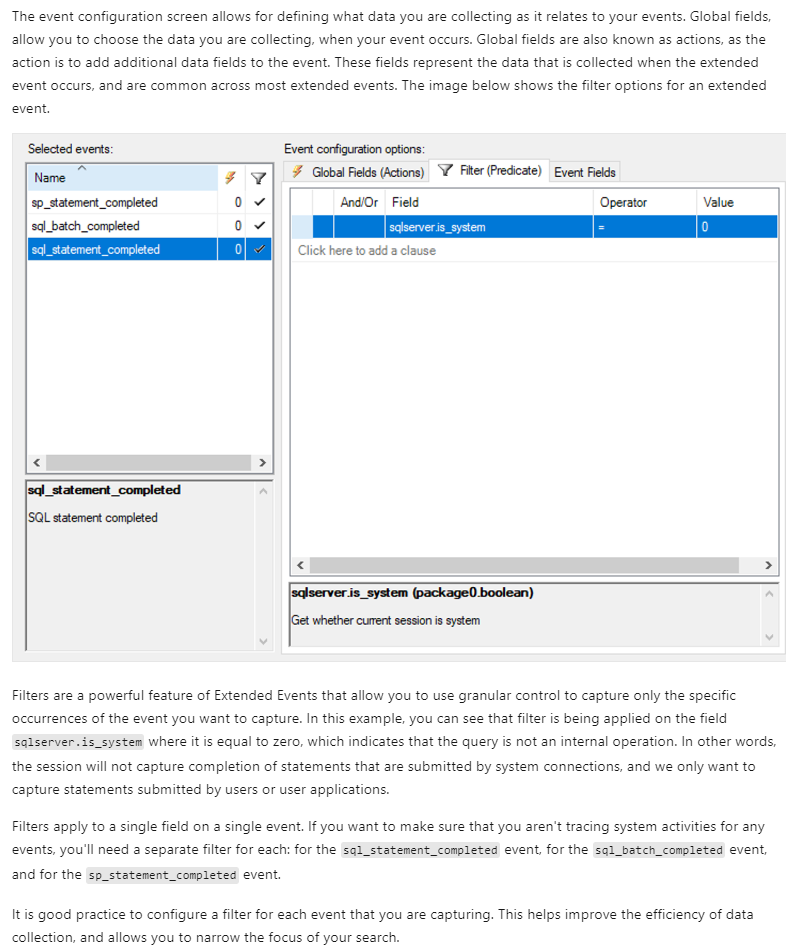 The event configuration screen allows for defining what data you are collecting as it relates to your events. Global fields,
allow you to choose the data you are collecting, when your event occurs. Global fields are also known as actions, as the
action is to add additional data fields to the event. These fields represent the data that is collected when the extended
event occurs, and are common across most extended events. The image below shows the filter options for an extended
event.
Selected events:
Name
sp_statement_completed 0
sql_batch_completed 0
sql_statement_completed 0
sql_statement_completed
SQL statement completed
Event configuration options:
Global Fields (Actions) Filter (Predicate) Event Fields
And/Or Field Operator Value
sqlserver.is_system = 0
Click here to add a clause
sqlserver.is_system (package0.boolean)
Get whether current session is system
Filters are a powerful feature of Extended Events that allow you to use granular control to capture only the specific
occurrences of the event you want to capture. In this example, you can see that filter is being applied on the field
sqlserver.is_system where it is equal to zero, which indicates that the query is not an internal operation. In other words,
the session will not capture completion of statements that are submitted by system connections, and we only want to
capture statements submitted by users or user applications.
Filters apply to a single field on a single event. If you want to make sure that you aren't tracing system activities for any
events, you'll need a separate filter for each: for the sql_statement_completed event, for the sql_batch_completed event,
and for the sp_statement_completed event.
It is good practice to configure a filter for each event that you are capturing. This helps improve the efficiency of data
collection, and allows you to narrow the focus of your search.